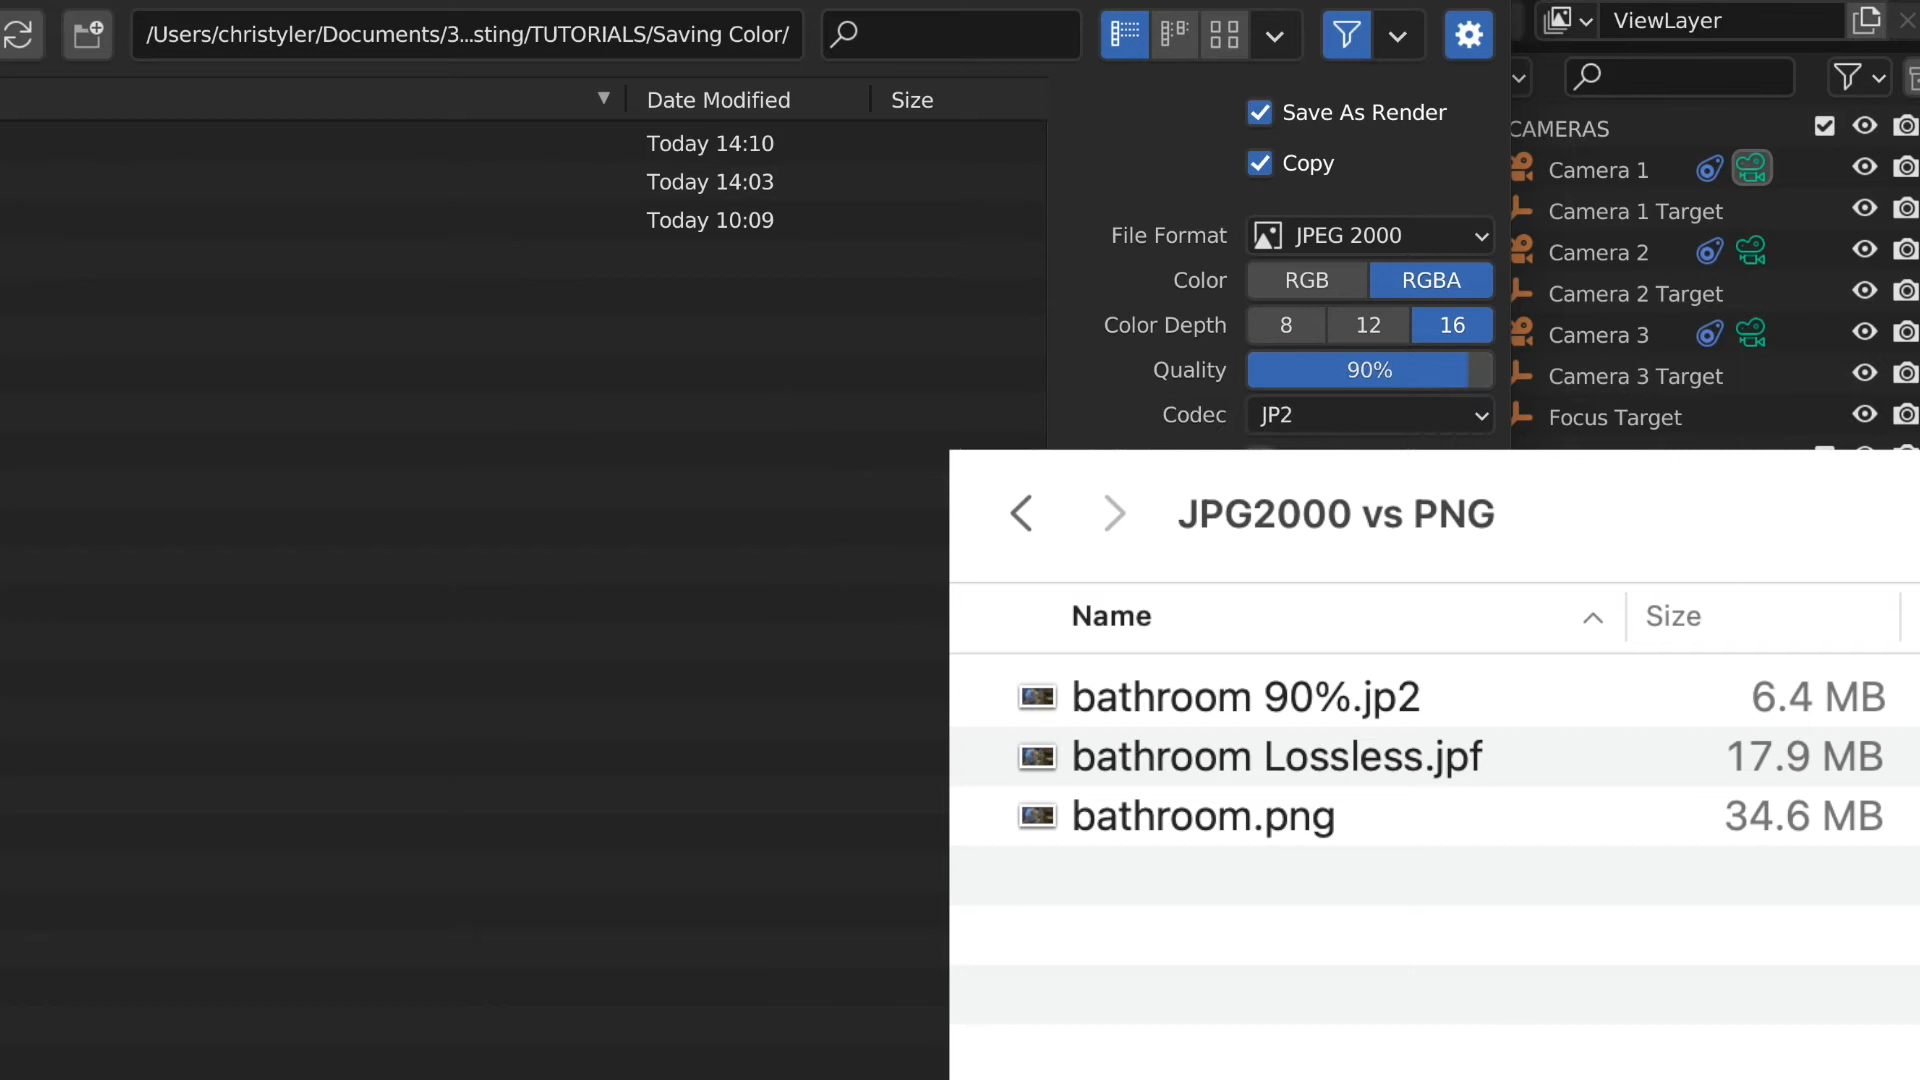 /Users/christyler/Documents/3...sting/TUTORIALS/Saving Color/
ViewLayer
Date Modified
Size
Today 14:10
Today 14:03
Today 10:09
Save As Render
Copy
File Format
JPEG 2000
Color
RGB
RGBA
Color Depth
8
12
16
Quality
90%
Codec
JP2
CAMERAS
Camera 1
Camera 1 Target
Camera 2
Camera 2 Target
Camera 3
Camera 3 Target
Focus Target
JPG2000 vs PNG
Name
Size
bathroom 90%.jp2
6.4 MB
bathroom Lossless.jpf
17.9 MB
bathroom.png
34.6 MB